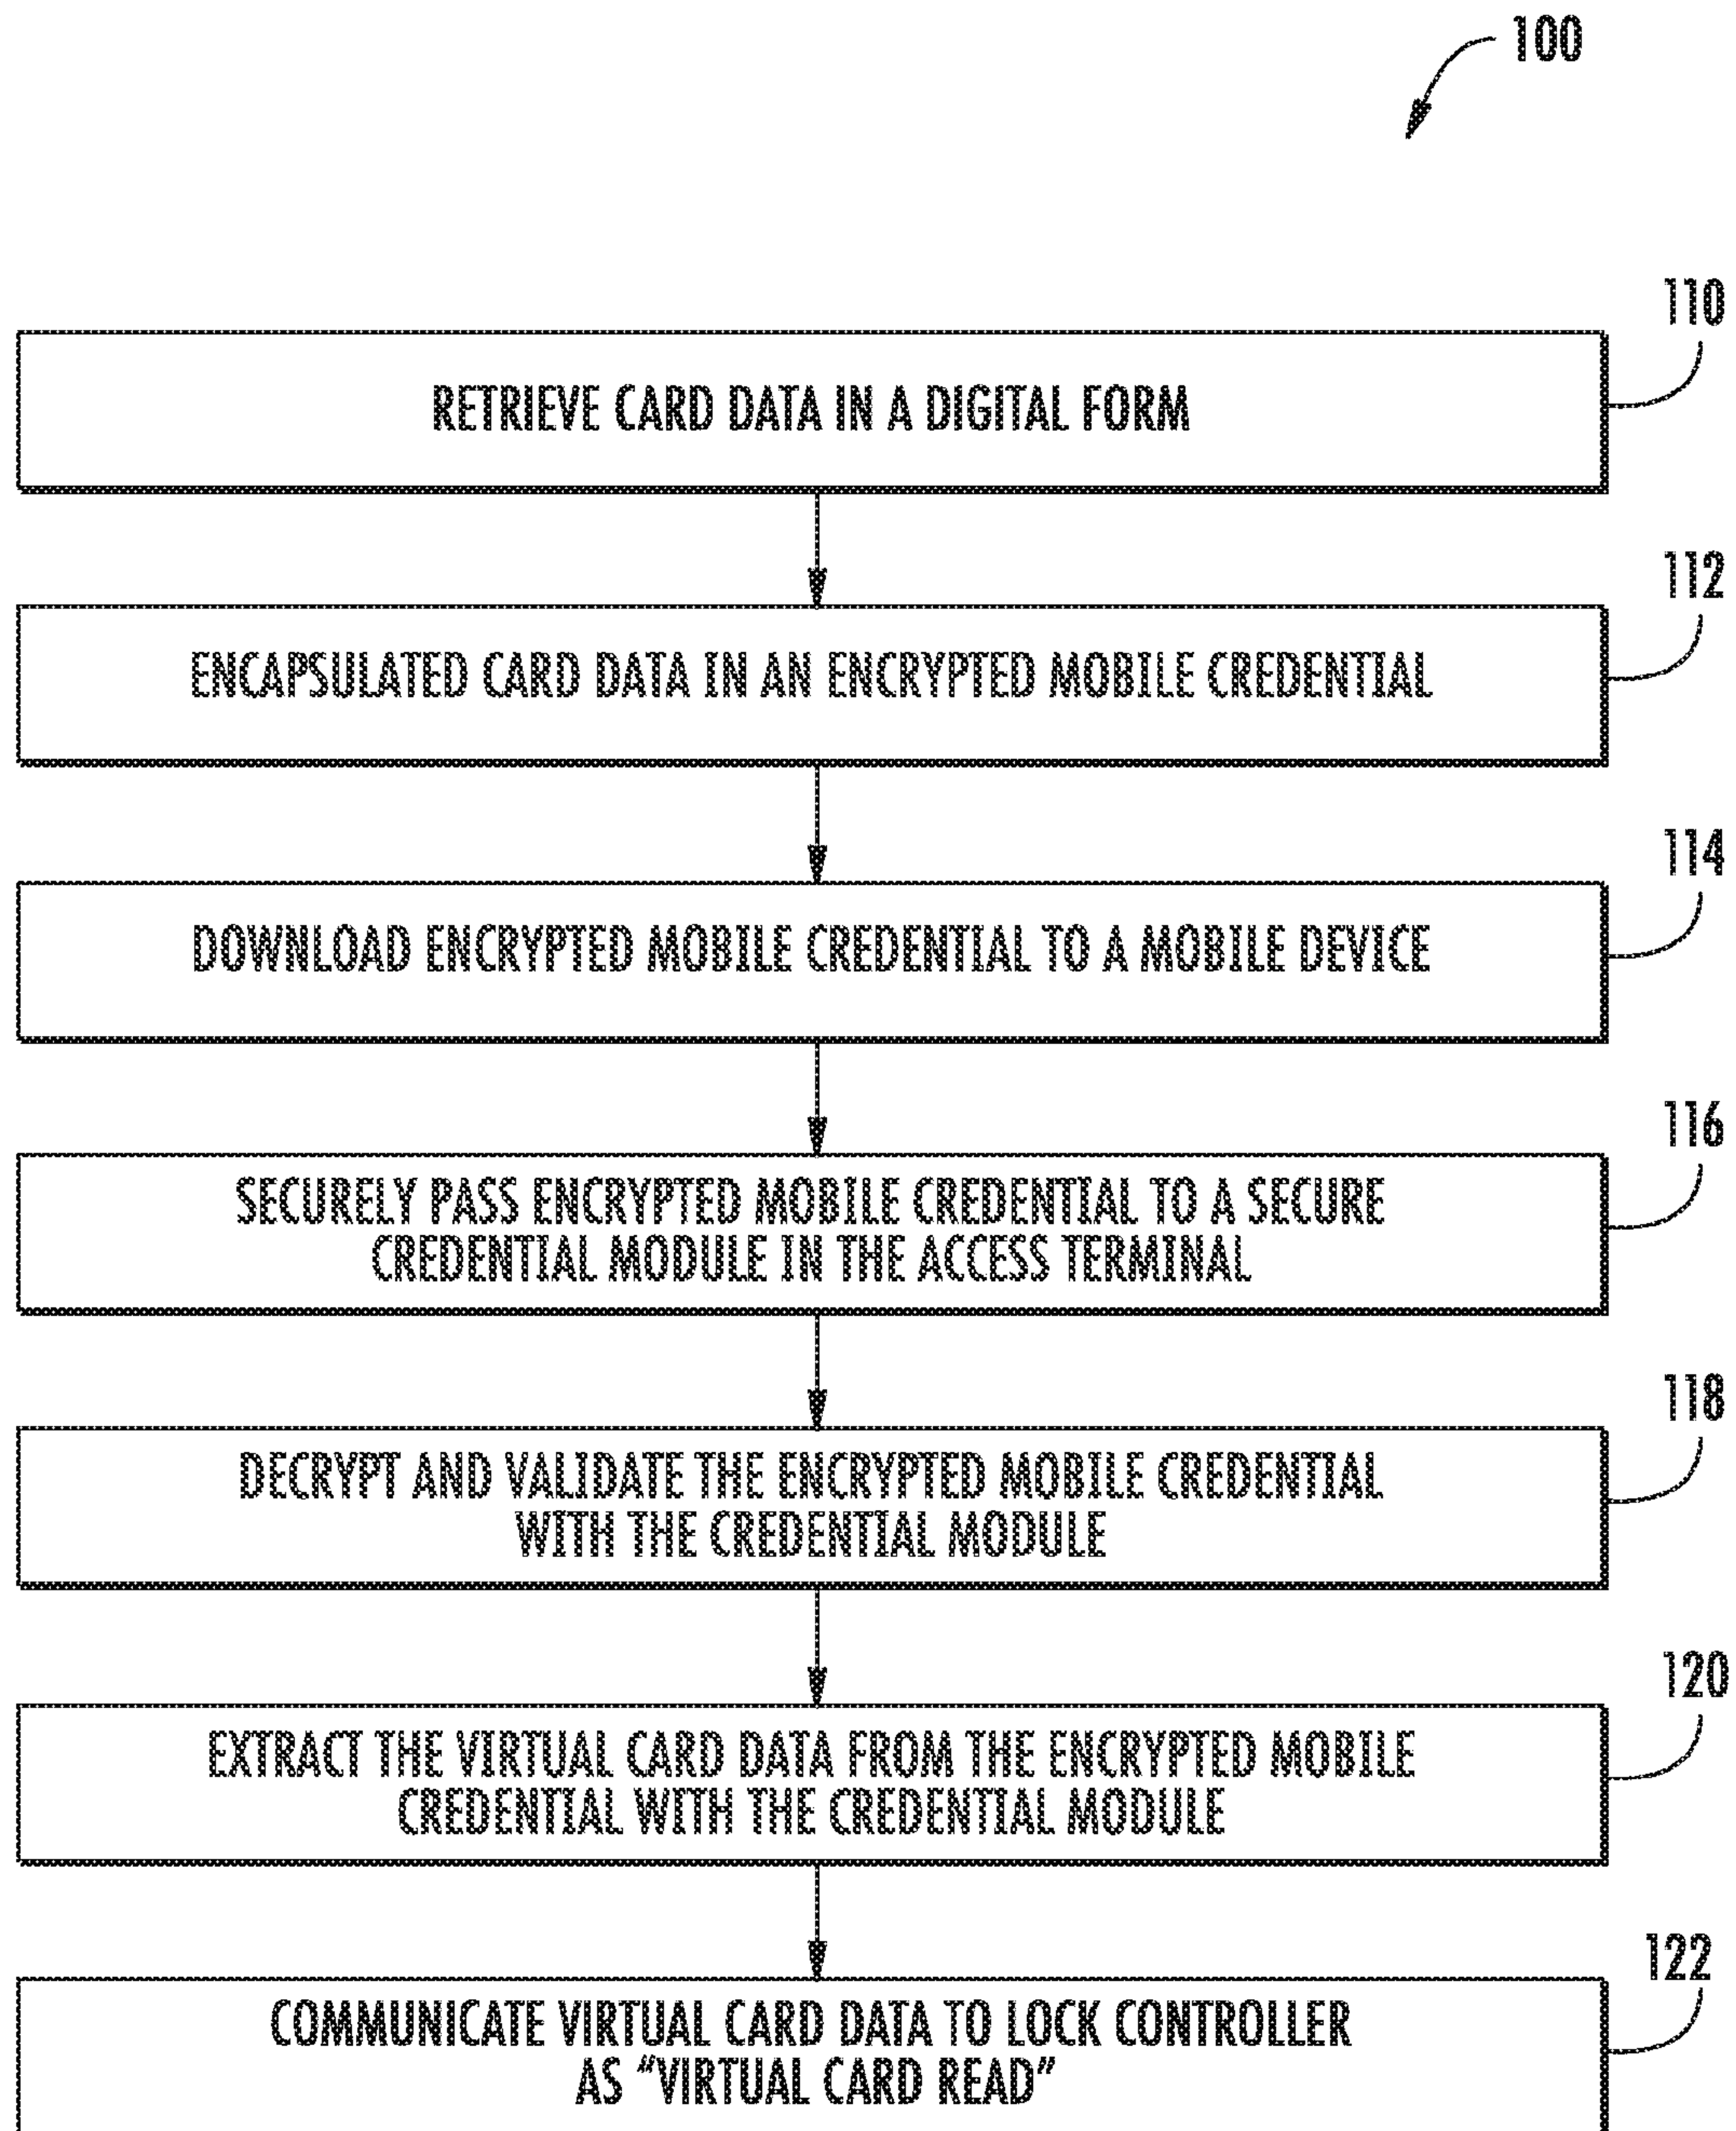 100
110
RETRIEVE CARD DATA IN A DIGITAL FORM
112
ENCAPSULATED CARD DATA IN AN ENCRYPTED MOBILE CREDENTIAL
114
DOWNLOAD ENCRYPTED MOBILE CREDENTIAL TO A MOBILE DEVICE
116
SECURELY PASS ENCRYPTED MOBILE CREDENTIAL TO A SECURE
CREDENTIAL MODULE IN THE ACCESS TERMINAL
118
DECRYPT AND VALIDATE THE ENCRYPTED MOBILE CREDENTIAL
WITH THE CREDENTIAL MODULE
120
EXTRACT THE VIRTUAL CARD DATA FROM THE ENCRYPTED MOBILE
CREDENTIAL WITH THE CREDENTIAL MODULE
122
COMMUNICATE VIRTUAL CARD DATA TO LOCK CONTROLLER
AS “VIRTUAL CARD READ”